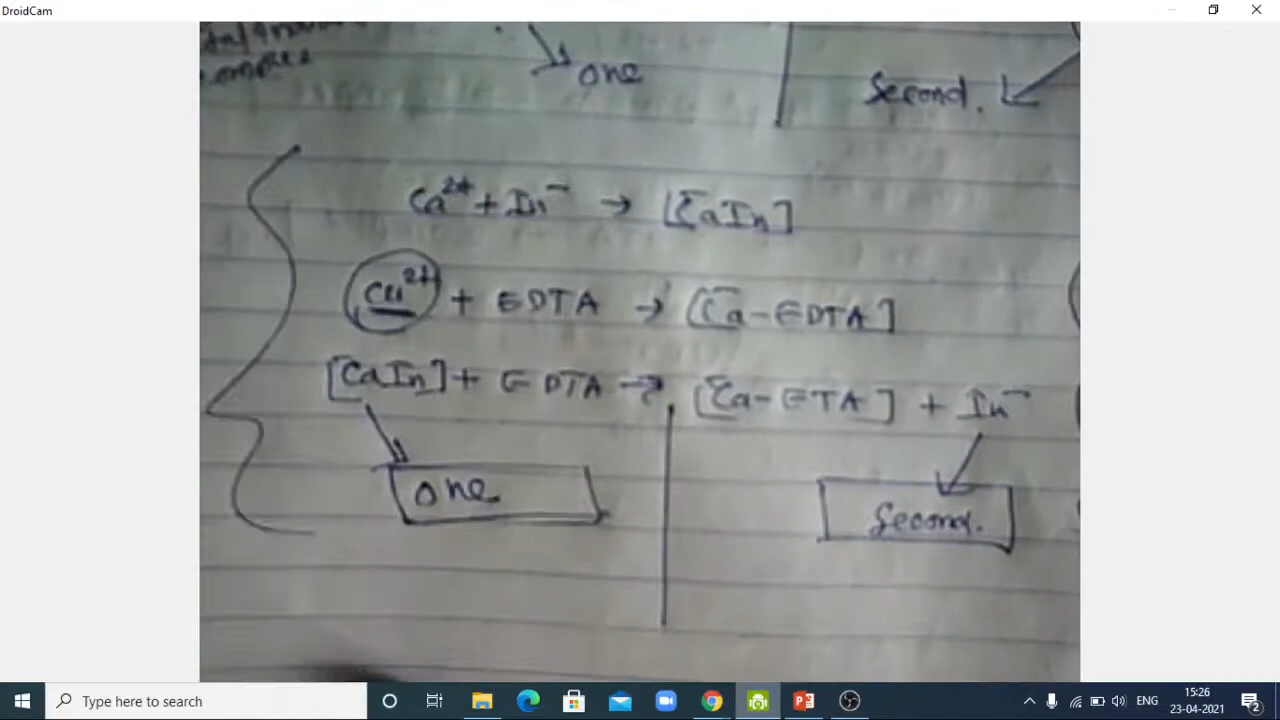 DroidCam
one
Second.
Ca²⁺ + In⁻ → [CaIn]
Ca²⁺ + EDTA → [Ca-EDTA]
[CaIn] + EDTA → [Ca-ETA] + In⁻
one
Second.
Type here to search
ENG
15:26
23-04-2021
2